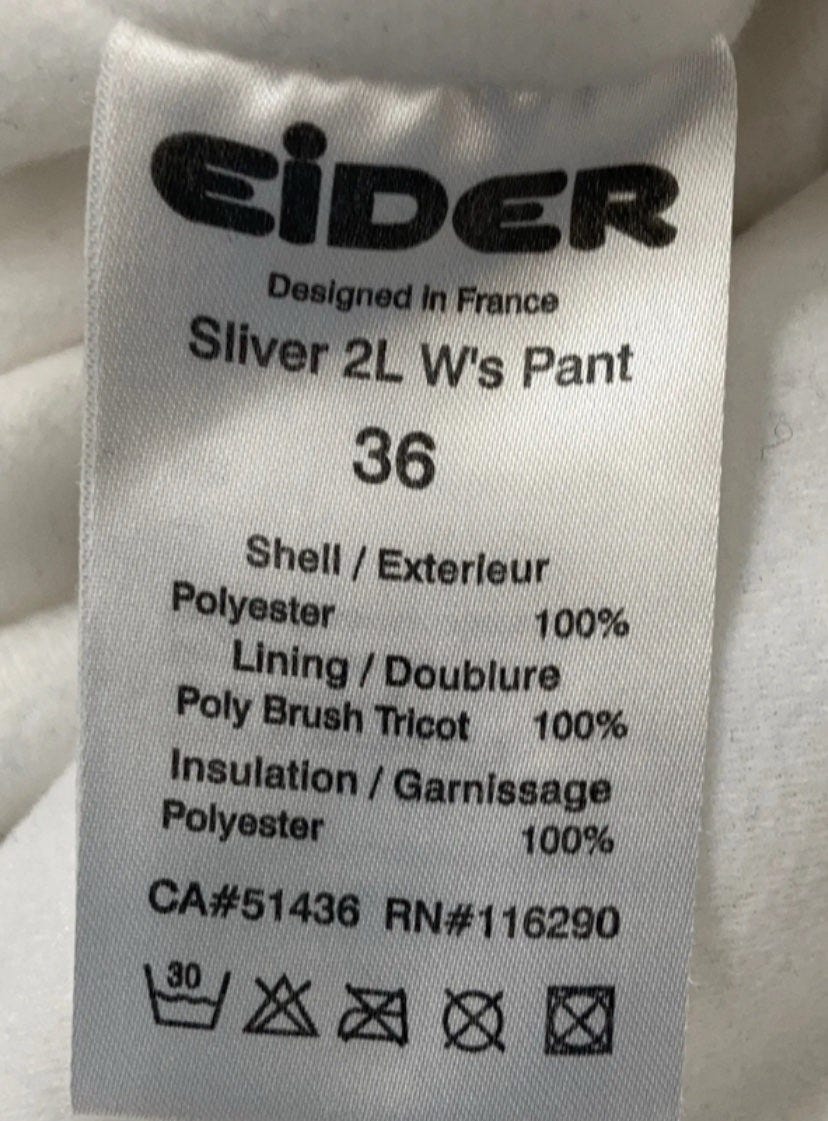 EiDER
Designed in France
Sliver 2L W's Pant
36
Shell / Exterieur
Polyester 100%
Lining / Doublure
Poly Brush Tricot 100%
Insulation / Garnissage
Polyester 100%
CA#51436 RN#116290
30